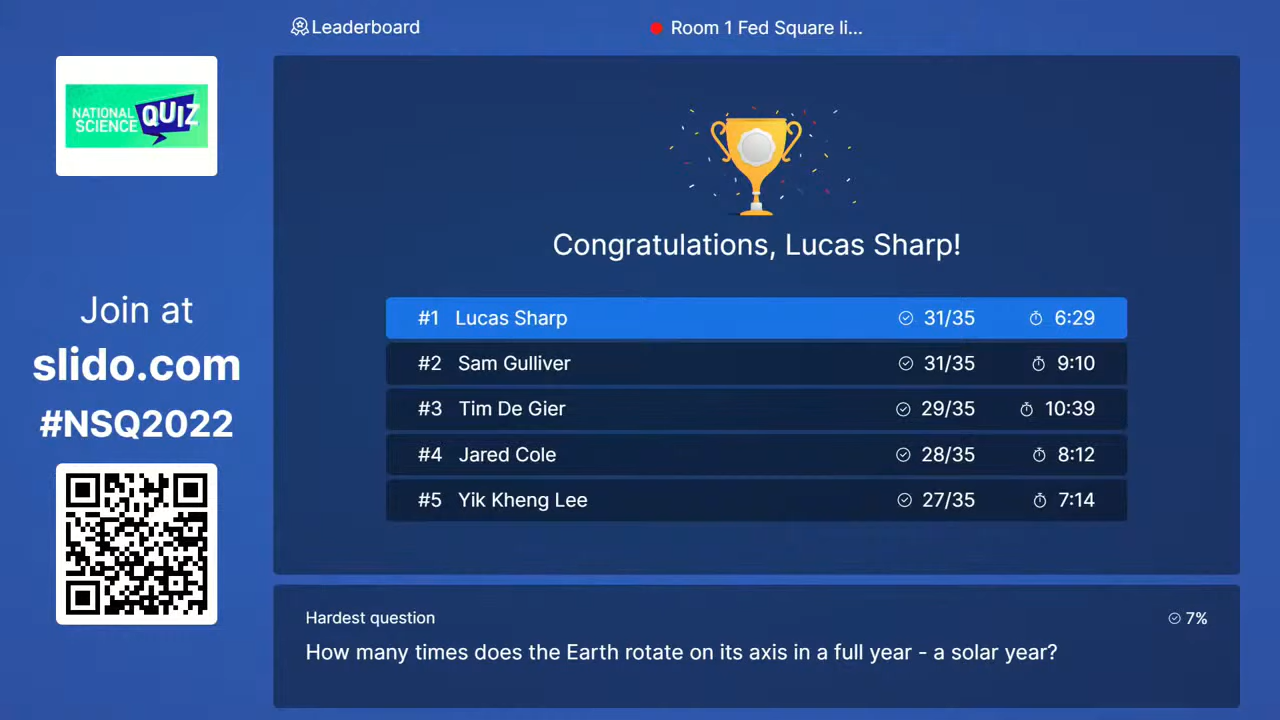 Leaderboard
Room 1 Fed Square li...
NATIONAL
SCIENCE
QUIZ
Join at
slido.com
#NSQ2022
Congratulations, Lucas Sharp!
#1 Lucas Sharp 31/35 6:29
#2 Sam Gulliver 31/35 9:10
#3 Tim De Gier 29/35 10:39
#4 Jared Cole 28/35 8:12
#5 Yik Kheng Lee 27/35 7:14
Hardest question 7%
How many times does the Earth rotate on its axis in a full year - a solar year?